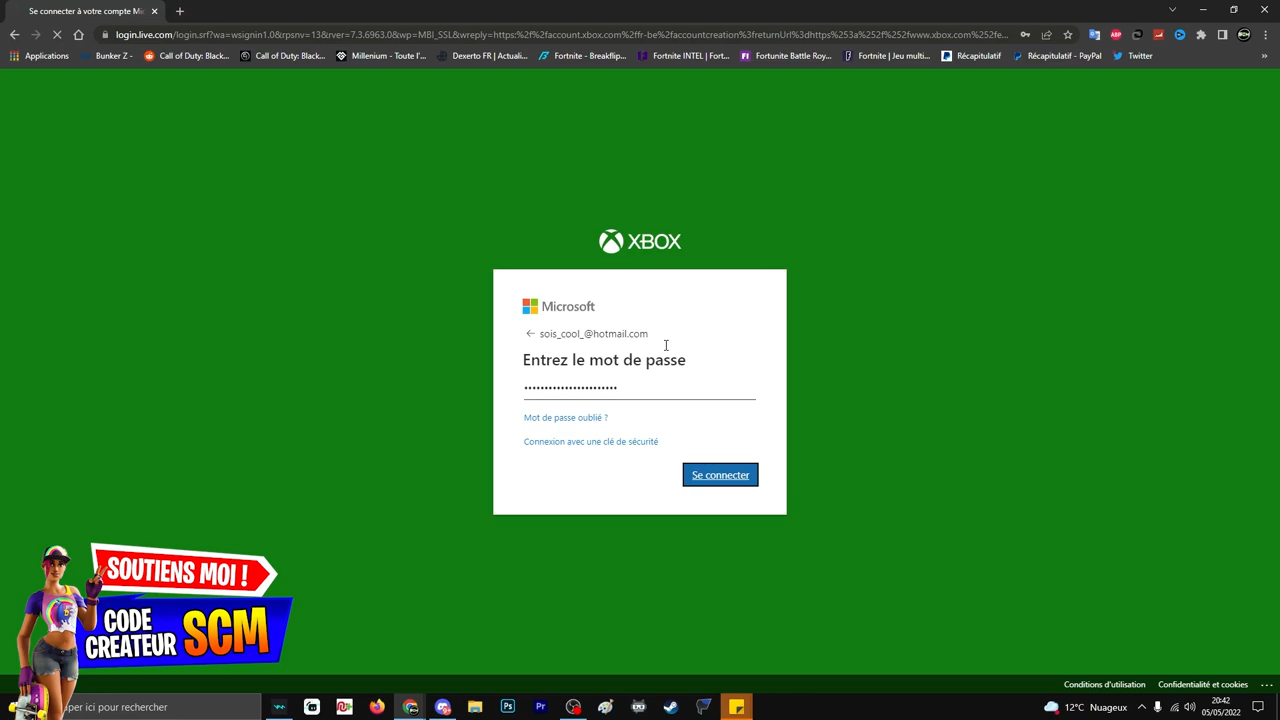 Se connecter à votre compte Mic
login.live.com/login.srf?wa=wsignin1.0&rpsnv=13&rver=7.3.6963.0&wp=MBI_SSL&wreply=https:%2f%2faccount.xbox.com%2ffr-be%2faccountcreation%3freturnUrl%3dhttps%253a%252f%252fwww.xbox.com%252fs...
Applications
Bunker Z -
Call of Duty: Black...
Call of Duty: Black...
Millenium - Toute l'...
Dexerto FR | Actuali...
Fortnite - Breakflip...
Fortnite INTEL | Fort...
Fortunite Battle Roy...
Fortnite | Jeu multi...
Récapitulatif
Récapitulatif - PayPal
Twitter
»
XBOX
Microsoft
sois_cool_@hotmail.com
Entrez le mot de passe
Mot de passe oublié ?
Connexion avec une clé de sécurité
Se connecter
SOUTIENS MOI !
CODE
CREATEUR SCM
Conditions d'utilisation
Confidentialité et cookies
...
per ici pour rechercher
12°C Nuageux
20:42
05/05/2022